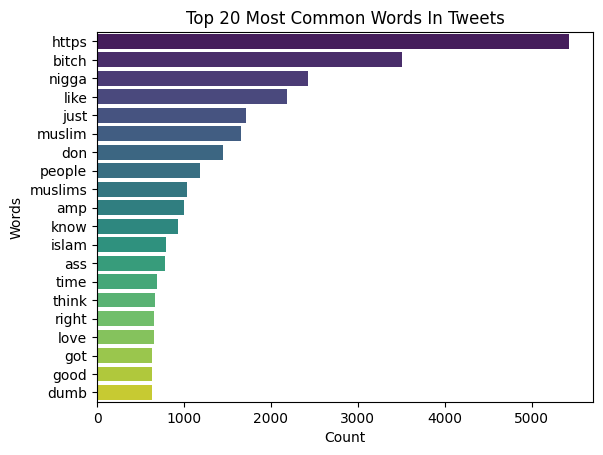 Top 20 Most Common Words In Tweets
https
bitch
nigga
like
just
muslim
don
people
muslims
amp
know
islam
ass
time
think
right
love
got
good
dumb
Words
0 1000 2000 3000 4000 5000
Count